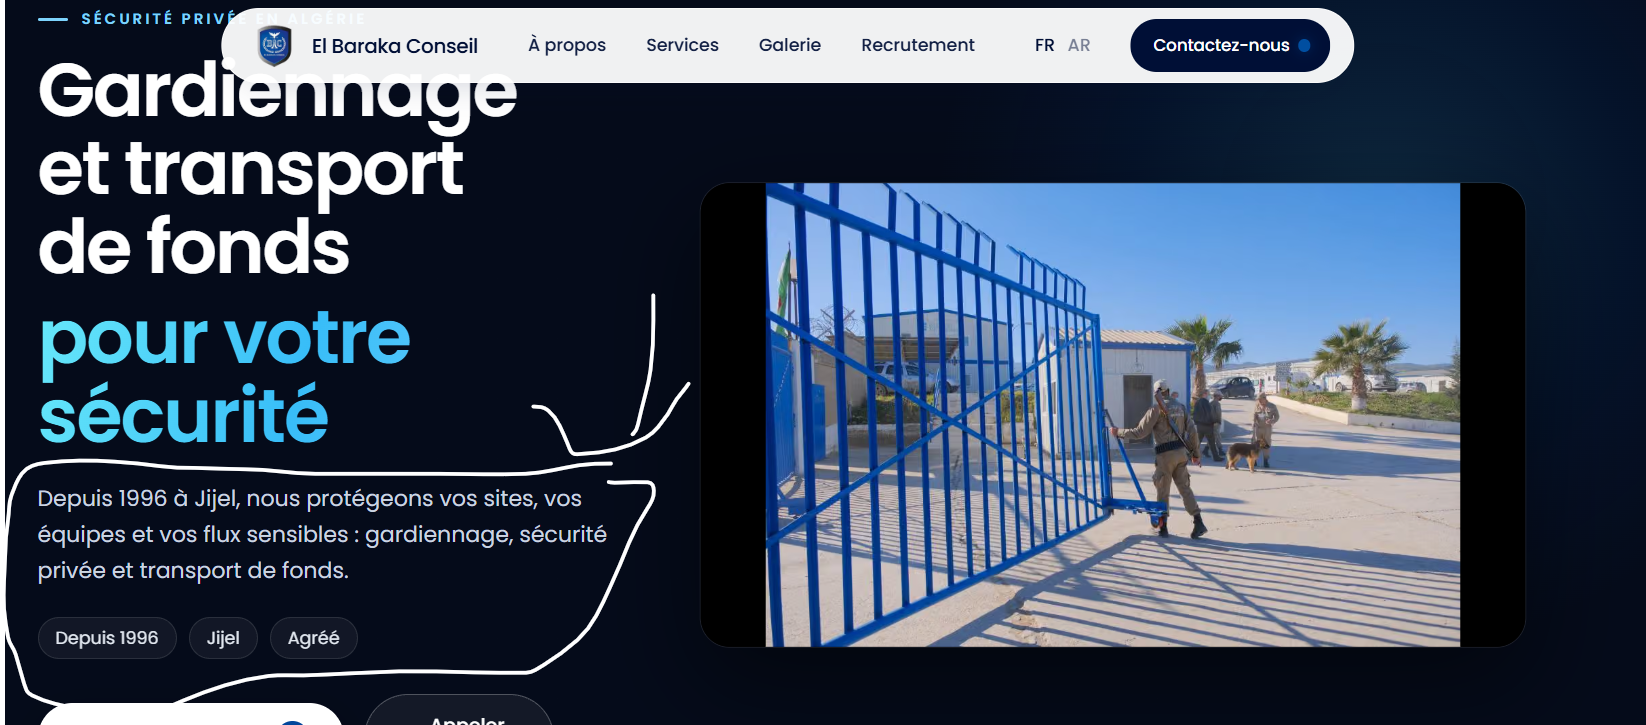 SÉCURITÉ PRIVÉE EN ALGÉRIE
El Baraka Conseil
À propos
Services
Galerie
Recrutement
FR AR
Contactez-nous
Gardiennage
et transport
de fonds
pour votre
sécurité
Depuis 1996 à Jijel, nous protégeons vos sites, vos
équipes et vos flux sensibles : gardiennage, sécurité
privée et transport de fonds.
Depuis 1996
Jijel
Agréé
Appeler